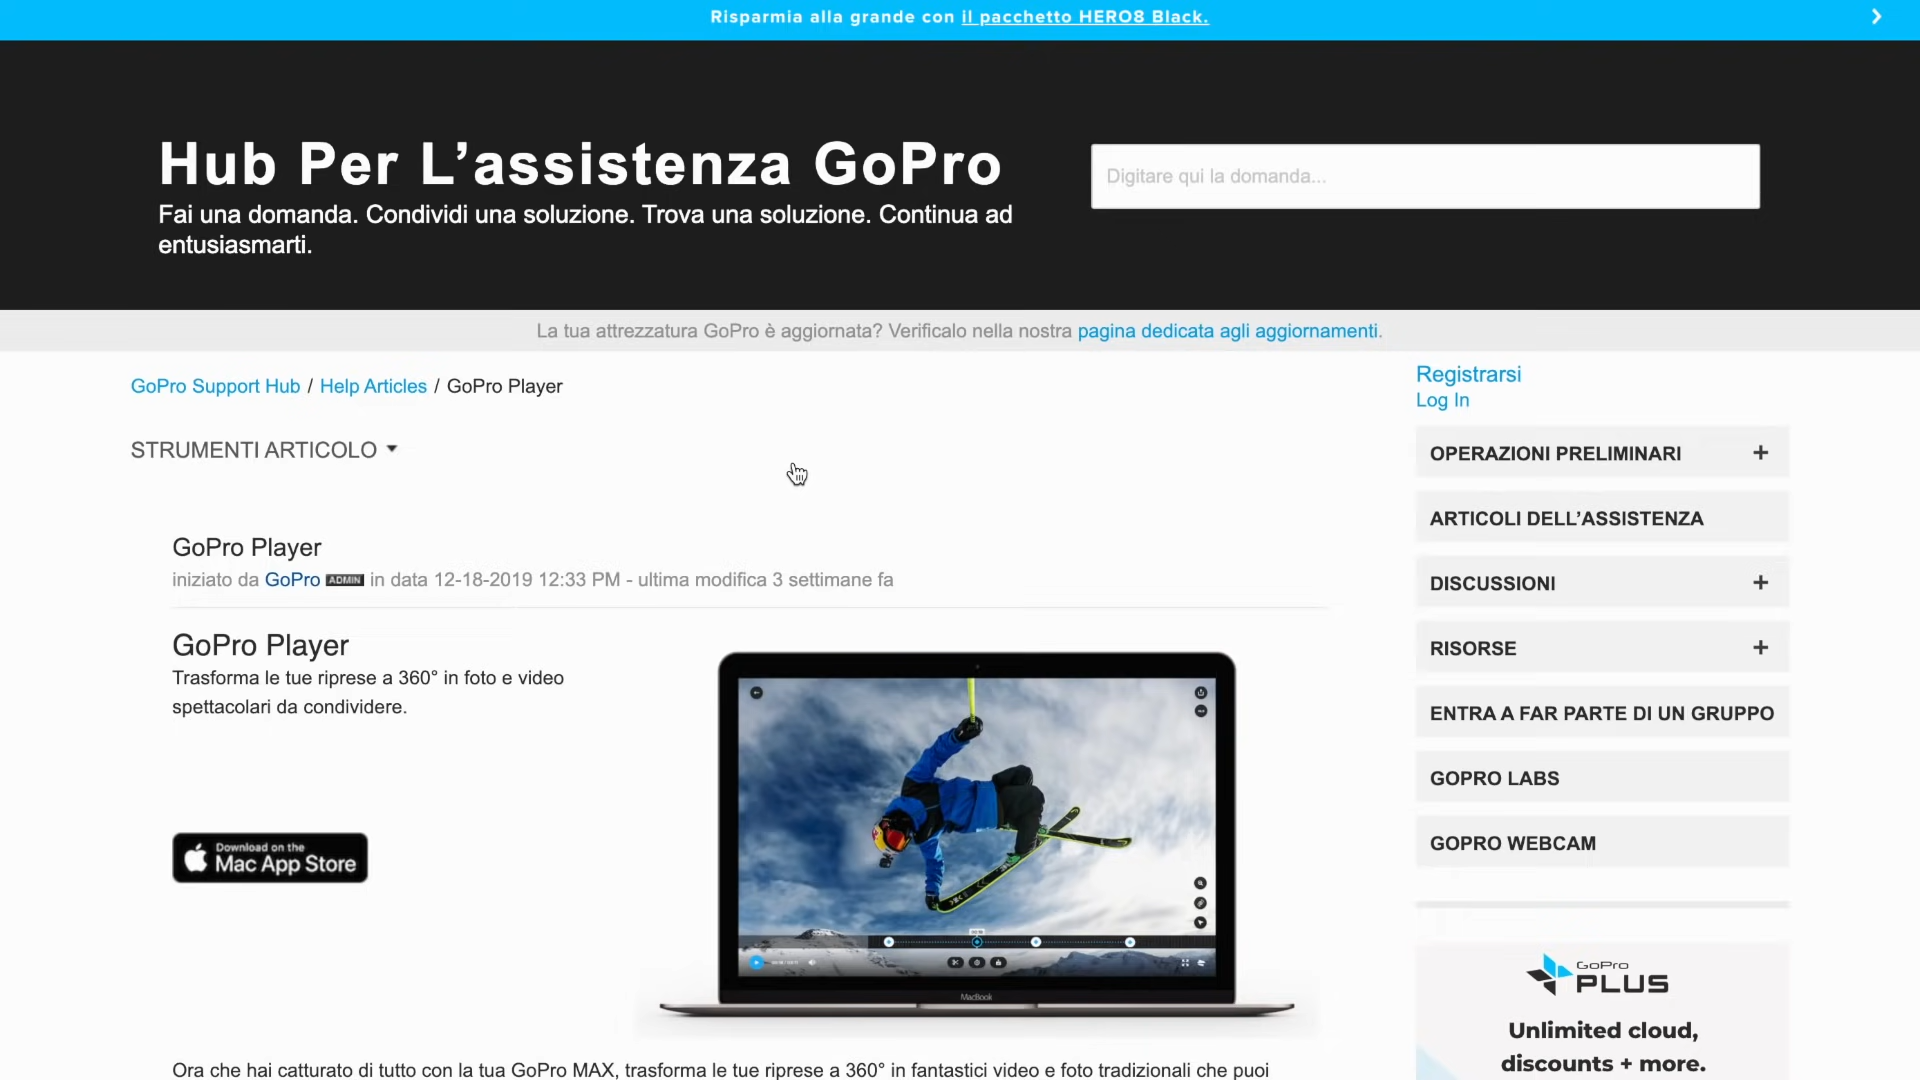 Risparmia alla grande con il pacchetto HERO8 Black.
Hub Per L’assistenza GoPro
Digitare qui la domanda...
Fai una domanda. Condividi una soluzione. Trova una soluzione. Continua ad
entusiasmarti.
La tua attrezzatura GoPro è aggiornata? Verificalo nella nostra pagina dedicata agli aggiornamenti.
GoPro Support Hub / Help Articles / GoPro Player
STRUMENTI ARTICOLO
GoPro Player
iniziato da GoPro ADMIN in data 12-18-2019 12:33 PM - ultima modifica 3 settimane fa
GoPro Player
Trasforma le tue riprese a 360° in foto e video
spettacolari da condividere.
Download on the
Mac App Store
MacBook
Ora che hai catturato di tutto con la tua GoPro MAX, trasforma le tue riprese a 360° in fantastici video e foto tradizionali che puoi
Registrarsi
Log In
OPERAZIONI PRELIMINARI +
ARTICOLI DELL’ASSISTENZA
DISCUSSIONI +
RISORSE +
ENTRA A FAR PARTE DI UN GRUPPO
GOPRO LABS
GOPRO WEBCAM
GoPro
PLUS
Unlimited cloud,
discounts + more.